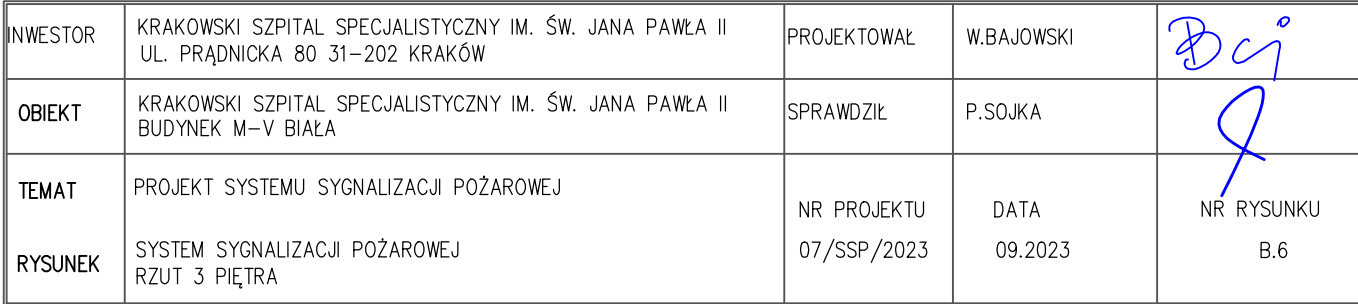 INWESTOR
KRAKOWSKI SZPITAL SPECJALISTYCZNY IM. ŚW. JANA PAWŁA II
UL. PRĄDNICKA 80 31-202 KRAKÓW
PROJEKTOWAŁ
W.BAJOWSKI
OBIEKT
KRAKOWSKI SZPITAL SPECJALISTYCZNY IM. ŚW. JANA PAWŁA II
BUDYNEK M-V BIAŁA
SPRAWDZIŁ
P.SOJKA
TEMAT
PROJEKT SYSTEMU SYGNALIZACJI POŻAROWEJ
RYSUNEK
SYSTEM SYGNALIZACJI POŻAROWEJ
RZUT 3 PIĘTRA
NR PROJEKTU
07/SSP/2023
DATA
09.2023
NR RYSUNKU
B.6